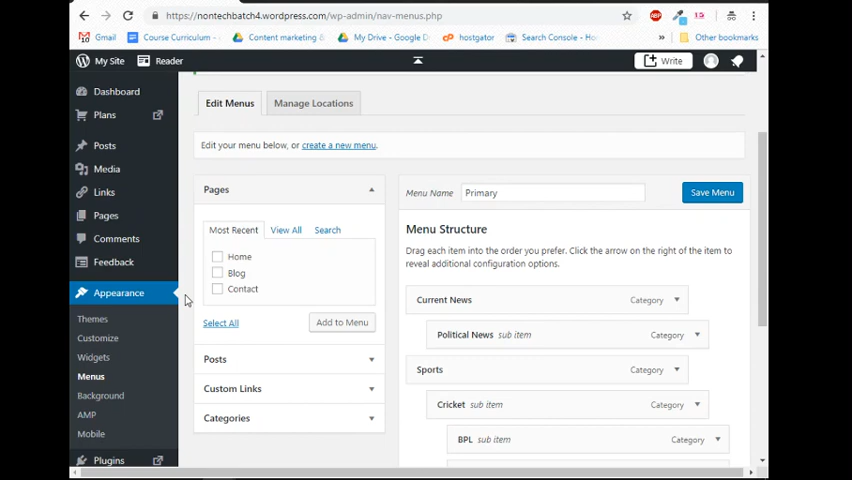 https://nontechbatch4.wordpress.com/wp-admin/nav-menus.php
Gmail Course Curriculum - Content marketing & My Drive - Google D hostgator Search Console - Ho » Other bookmarks
My Site Reader Write
Dashboard
Plans
Posts
Media
Links
Pages
Comments
Feedback
Appearance
Themes
Customize
Widgets
Menus
Background
AMP
Mobile
Plugins
Edit Menus Manage Locations
Edit your menu below, or create a new menu.
Pages
Most Recent View All Search
Home
Blog
Contact
Select All Add to Menu
Posts
Custom Links
Categories
Menu Name Primary Save Menu
Menu Structure
Drag each item into the order you prefer. Click the arrow on the right of the item to
reveal additional configuration options.
Current News Category
Political News sub item Category
Sports Category
Cricket sub item Category
BPL sub item Category